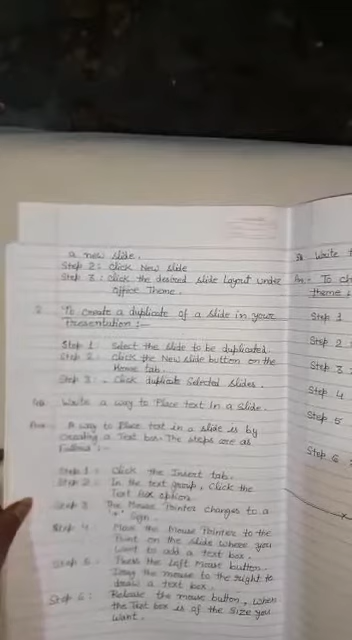 a new slide.
Step 2: Click New slide
Step 3: Click the desired slide Layout under
office Theme.
2. To create a duplicate of a slide in your
Presentation :-
Step 1: Select the slide to be duplicated.
Step 2: Click the New slide button on the
Home tab.
Step 3: Click duplicate Selected slides.
Write a way to Place text in a slide.
Ans- A way to Place text in a slide is by
creating a Text box. The steps are as
follows :-
Step 1: Click the Insert tab.
Step 2: In the text group, click the
Text Box option
Step 3 The Mouse Pointer changes to a
sign.
Step 4. Move the Mouse Pointer to the
Point on the slide where you
want to add a text box.
Step 5. Press the Left Mouse button.
Drag the mouse to the right to
draw a text box.
Step 6: Release the mouse button, when
the Text box is of the size you
want.
Write
Ans- To
theme
Step 1
Step 2
Step 3
Step 4
Step 5
Step 6